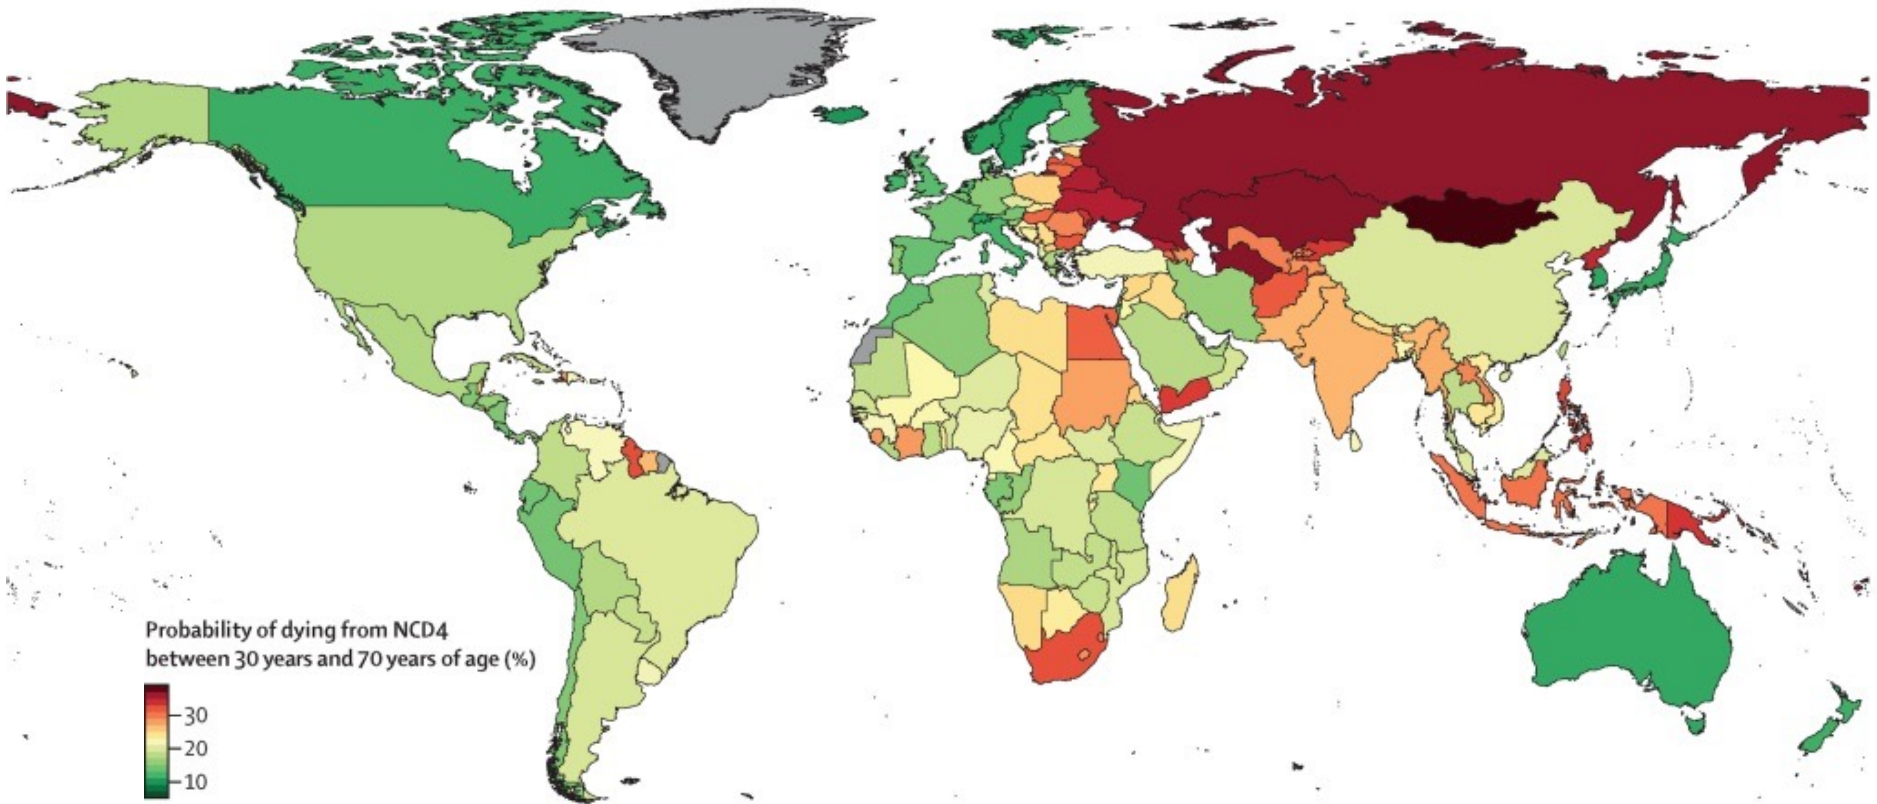 Probability of dying from NCD4
between 30 years and 70 years of age (%)
30
20
10